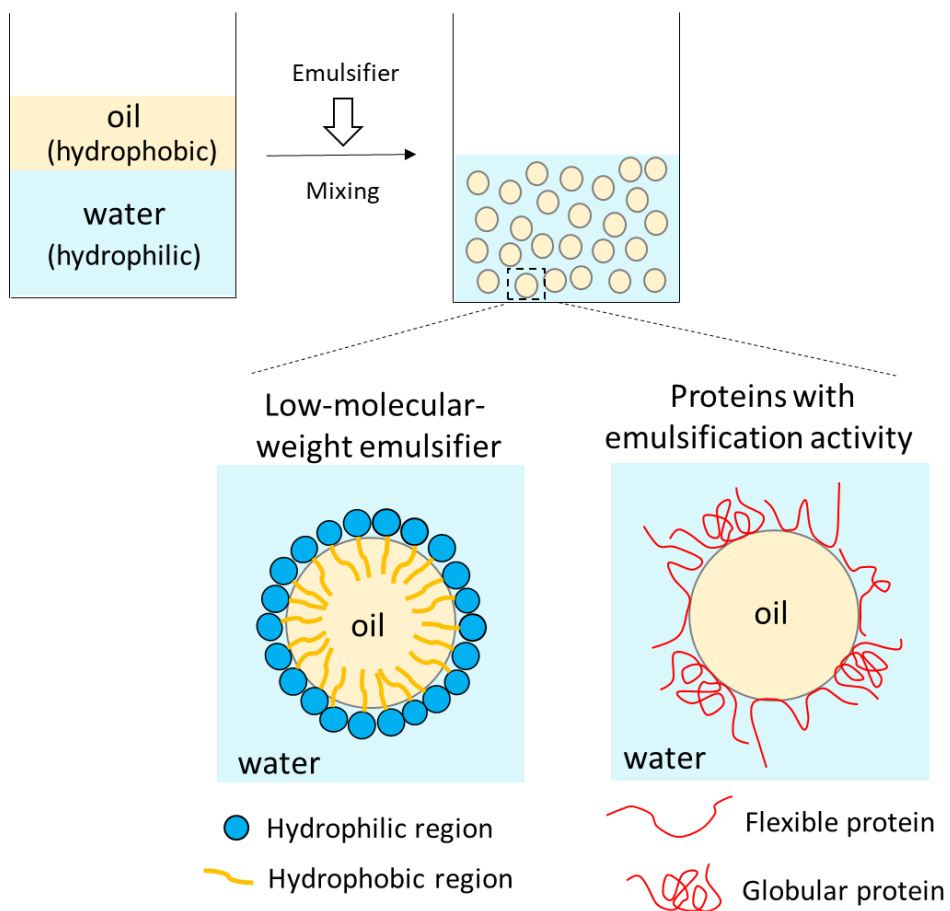 oil
(hydrophobic)
water
(hydrophilic)
Emulsifier
Mixing
Low-molecular-
weight emulsifier
oil
water
Hydrophilic region
Hydrophobic region
Proteins with
emulsification activity
oil
water
Flexible protein
Globular protein